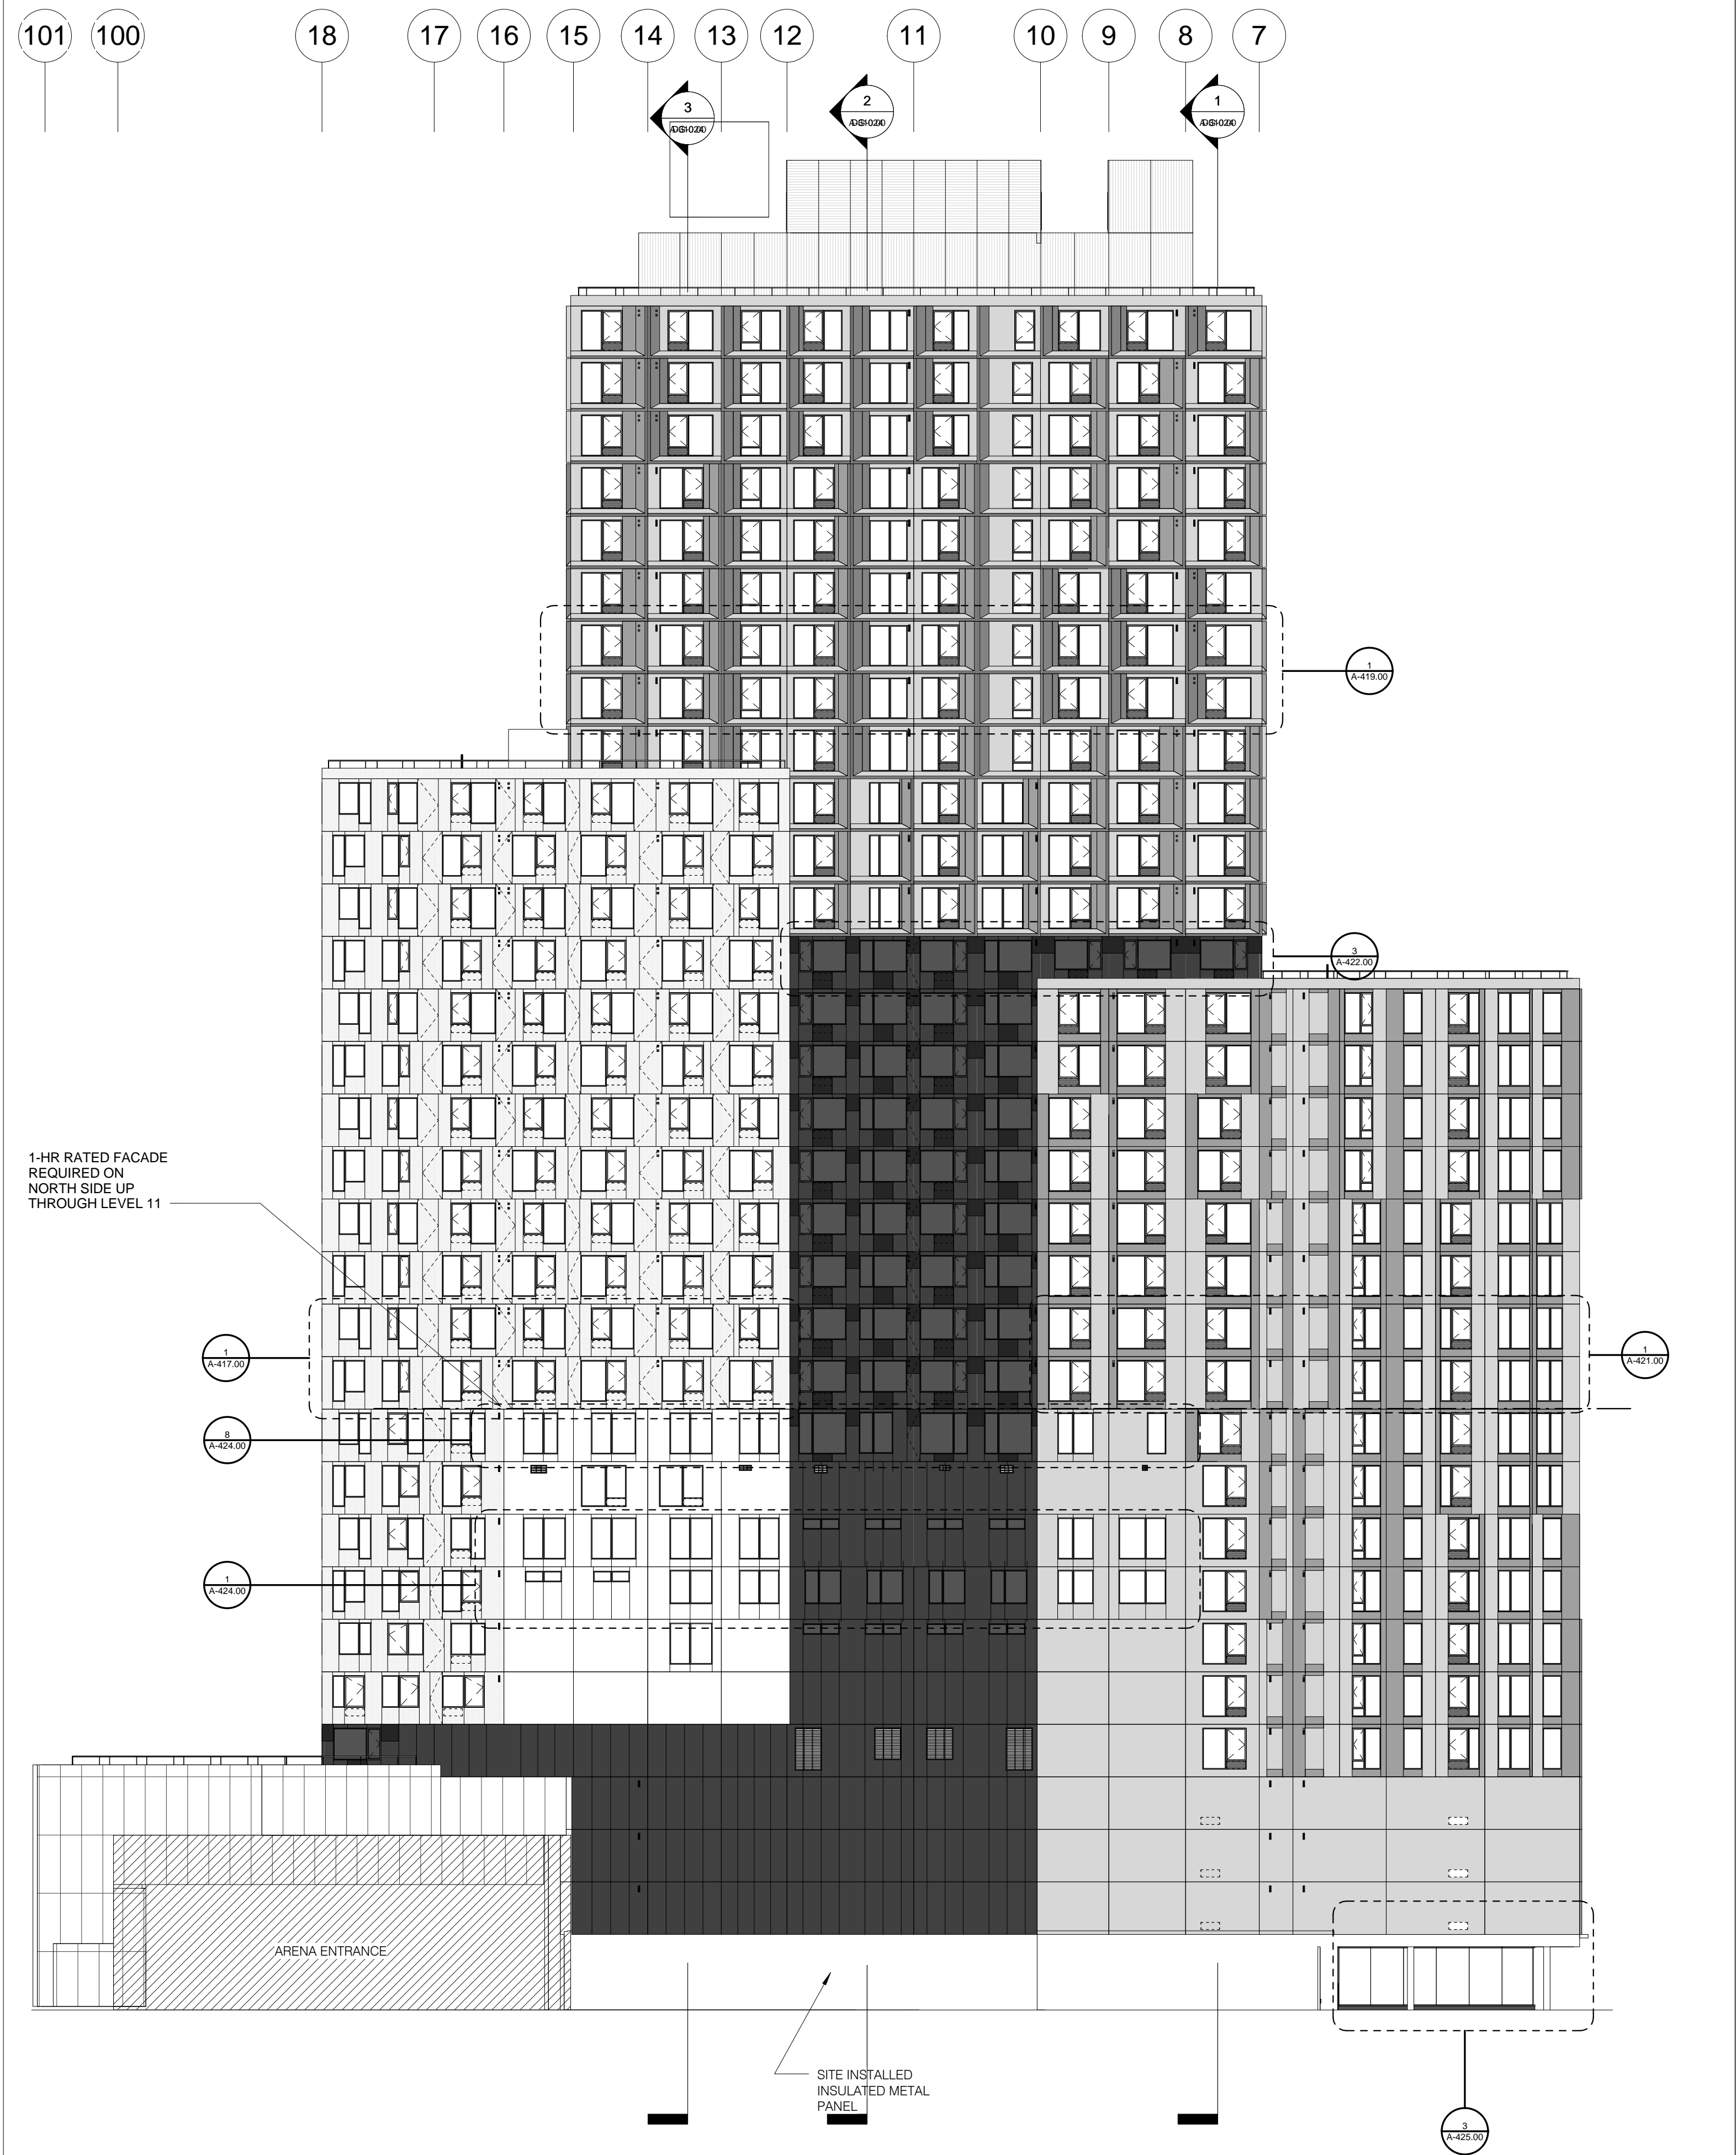 101 100 18 17 16 15 14 13 12 11 10 9 8 7
3
2
1
1
A-419.00
3
A-422.00
1-HR RATED FACADE
REQUIRED ON
NORTH SIDE UP
THROUGH LEVEL 11
1
A-417.00
1
A-421.00
8
A-424.00
1
A-424.00
ARENA ENTRANCE
SITE INSTALLED
INSULATED METAL
PANEL
3
A-425.00